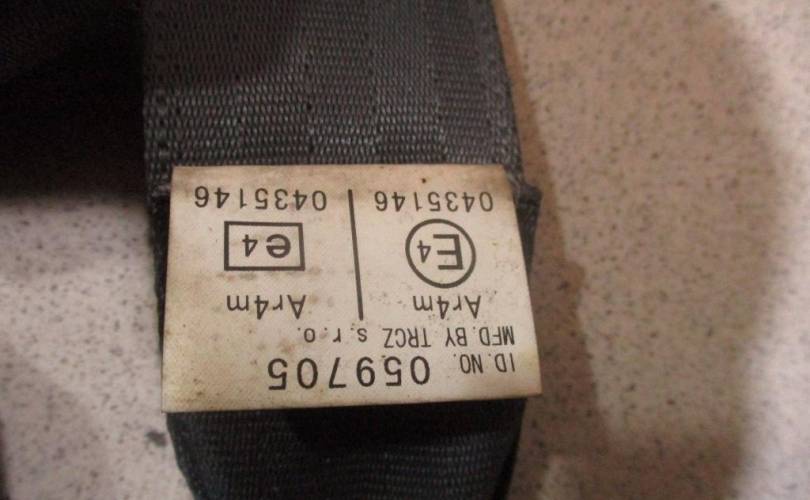 ID.NO. 059705
MFD.BY TRCZ s.r.o.
Ar4m Ar4m
E4 e4
0435146 0435146